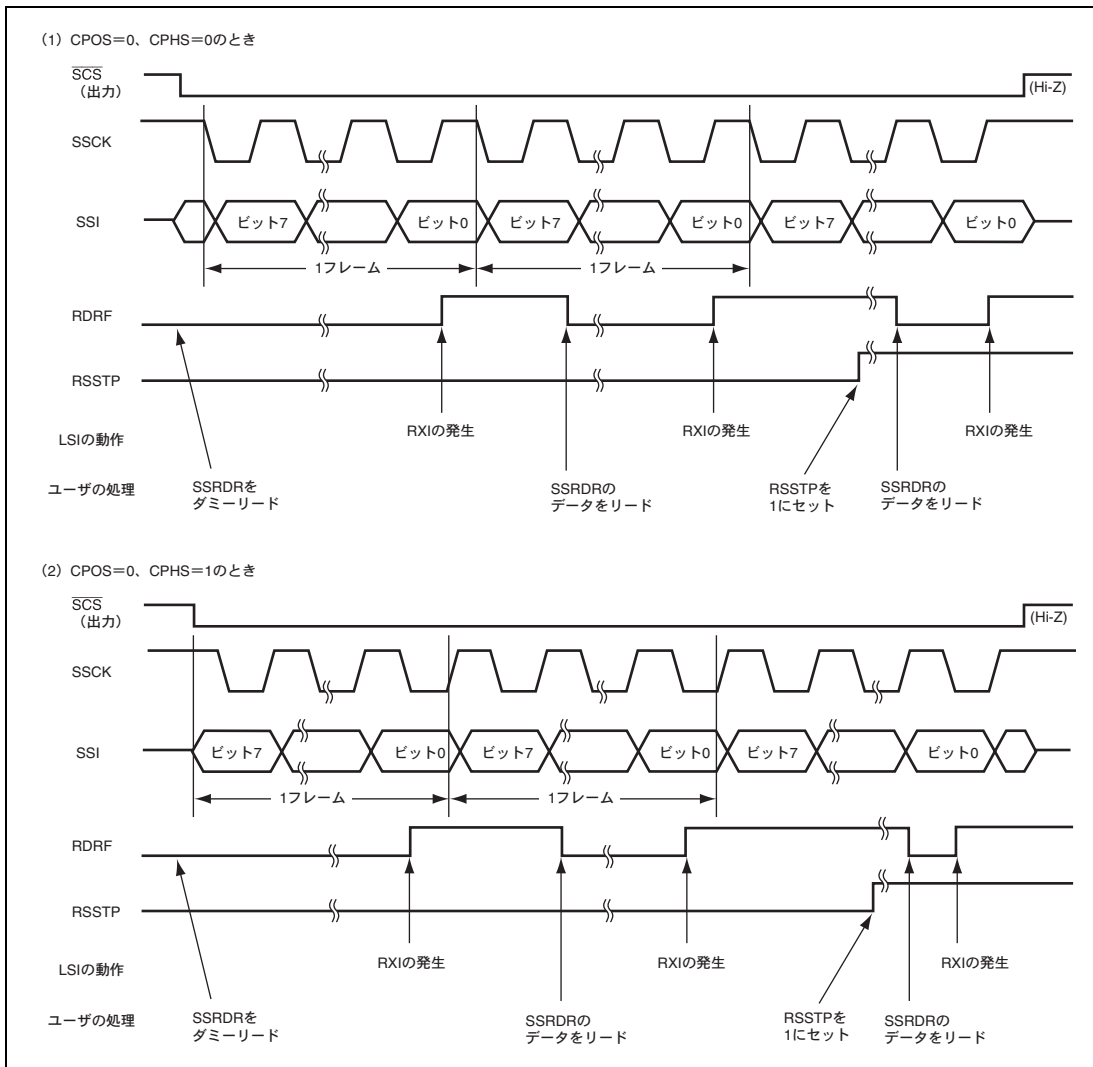 (1) CPOS=0、CPHS=0のとき
SCS
(出力)
(Hi-Z)
SSCK
SSI
ビット7
ビット0
ビット7
ビット0
ビット7
ビット0
1フレーム
1フレーム
RDRF
RSSTP
LSIの動作
RXIの発生
RXIの発生
RXIの発生
ユーザの処理
SSRDRを
ダミーリード
SSRDRの
データをリード
RSSTPを
1にセット
SSRDRの
データをリード
(2) CPOS=0、CPHS=1のとき
SCS
(出力)
(Hi-Z)
SSCK
SSI
ビット7
ビット0
ビット7
ビット0
ビット7
ビット0
1フレーム
1フレーム
RDRF
RSSTP
LSIの動作
RXIの発生
RXIの発生
RXIの発生
ユーザの処理
SSRDRを
ダミーリード
SSRDRの
データをリード
RSSTPを
1にセット
SSRDRの
データをリード